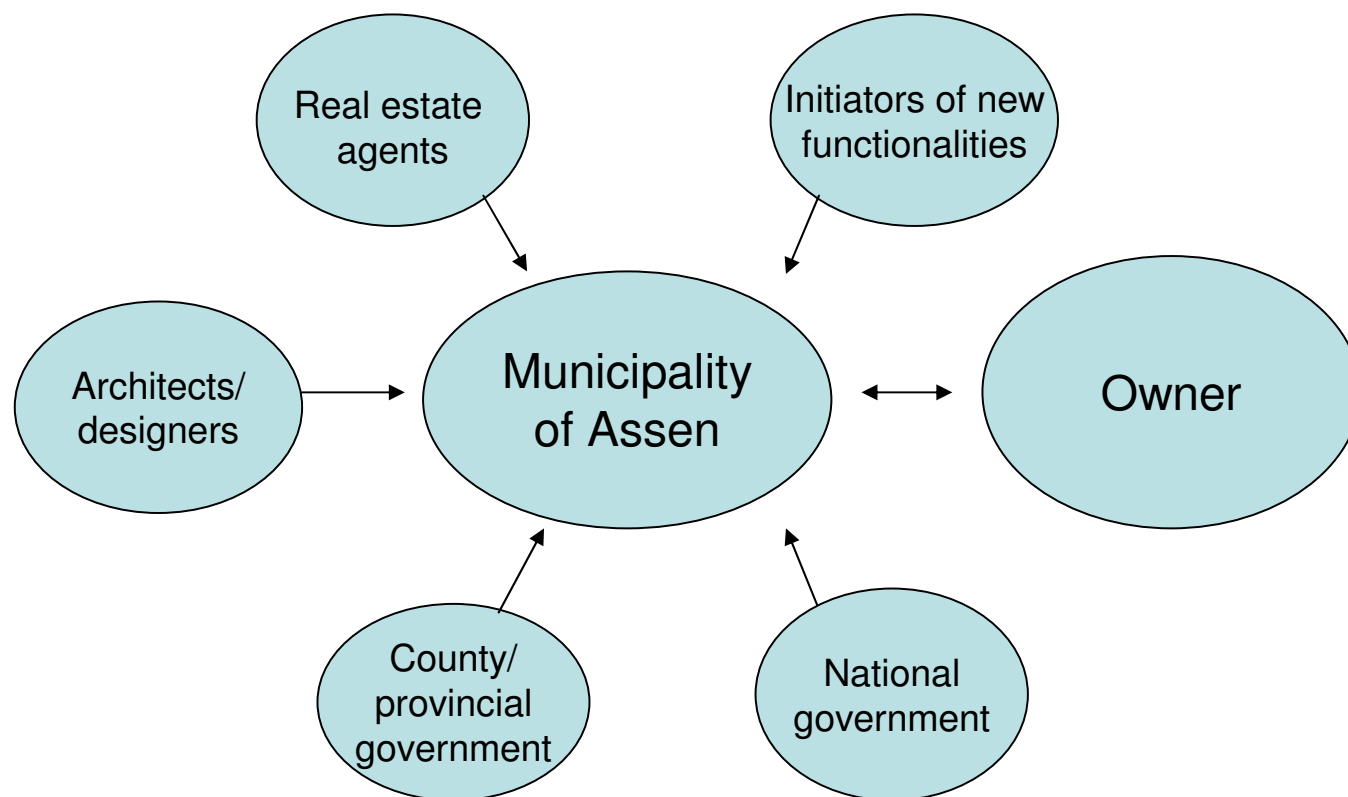 Real estate
agents
Initiators of new
functionalities
Architects/
designers
Municipality
of Assen
Owner
County/
provincial
government
National
government